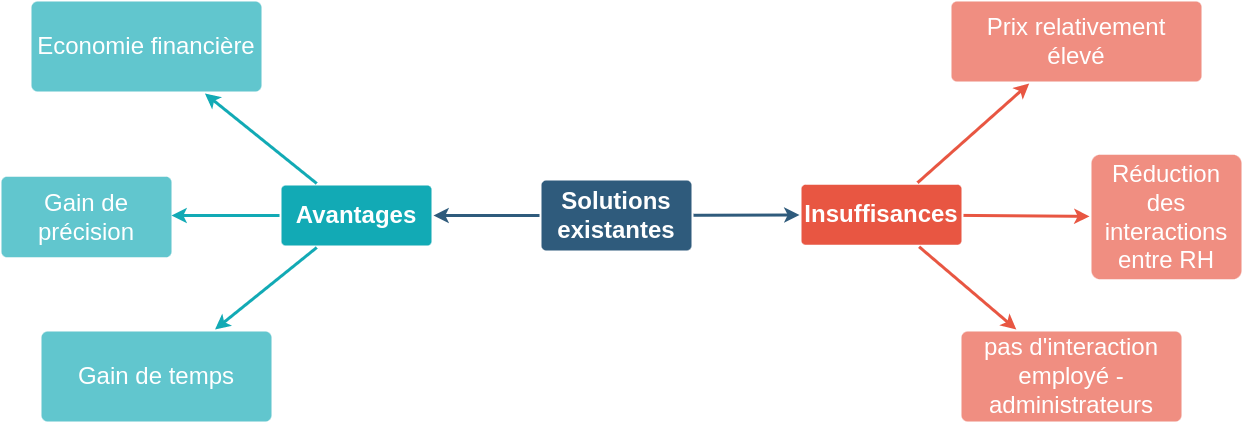 Economie financière
Prix relativement
élevé
Gain de
précision
Avantages
Solutions
existantes
Insuffisances
Réduction
des
interactions
entre RH
Gain de temps
pas d'interaction
employé -
administrateurs